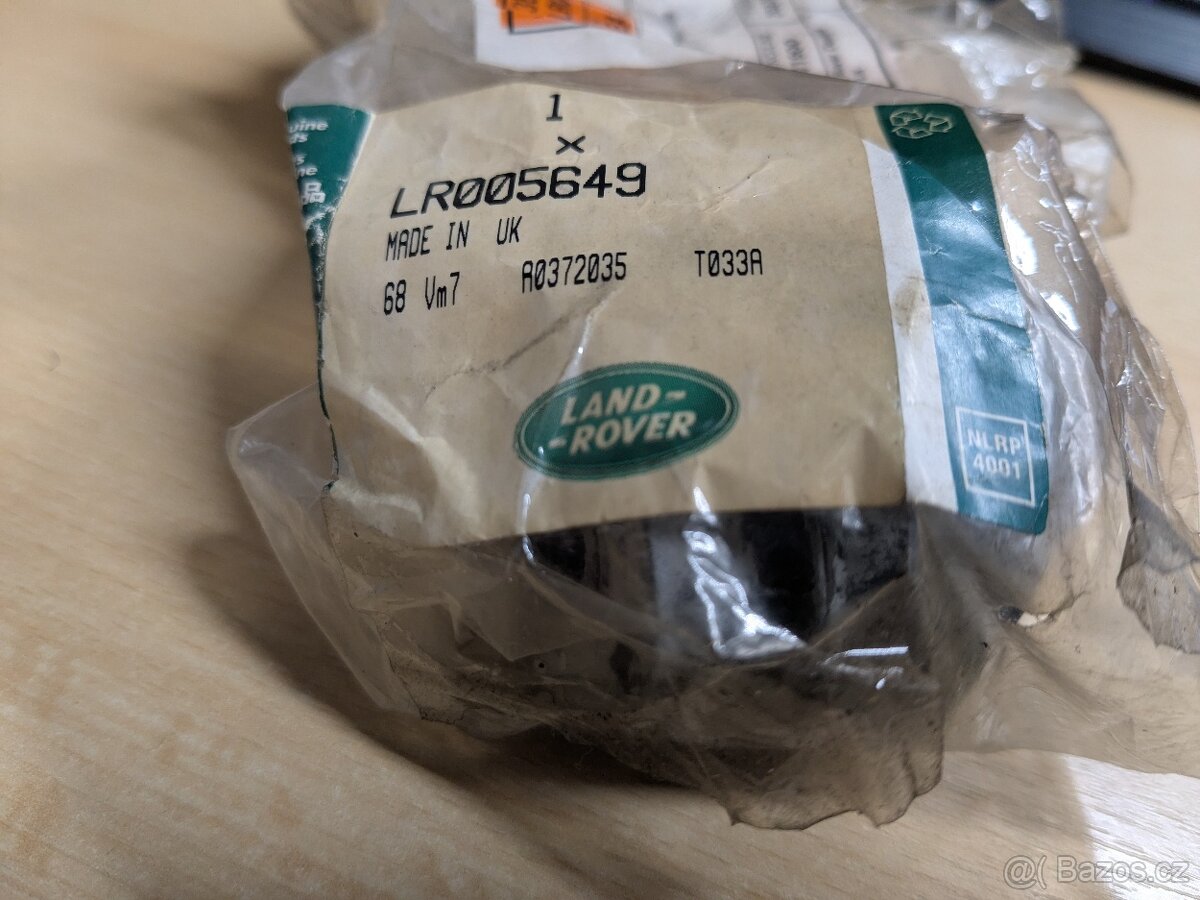 1
×
LR005649
MADE IN UK
68 Vm7 A0372035 T033A
LAND-
-ROVER
NLRP
4001
@( Bazos.cz